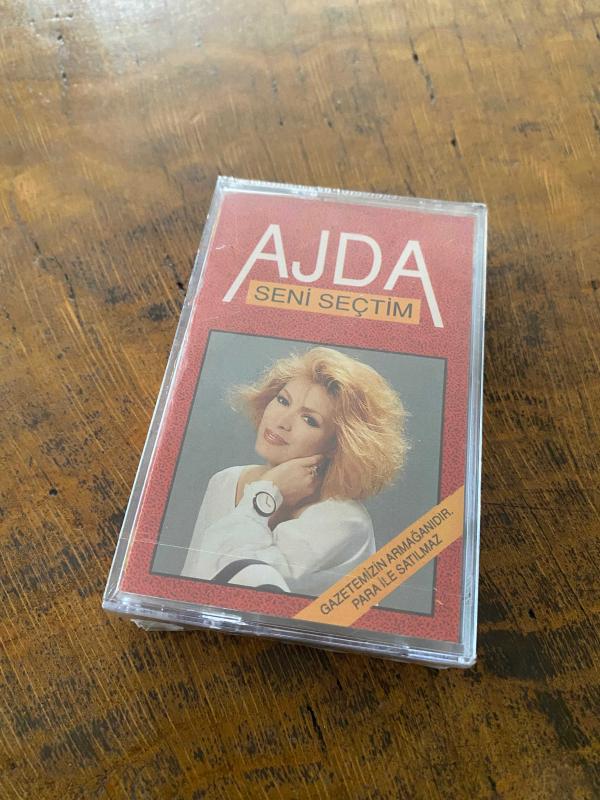 AJDA
SENİ SEÇTİM
GAZETEMİZİN ARMAĞANIDIR.
PARA İLE SATILMAZ